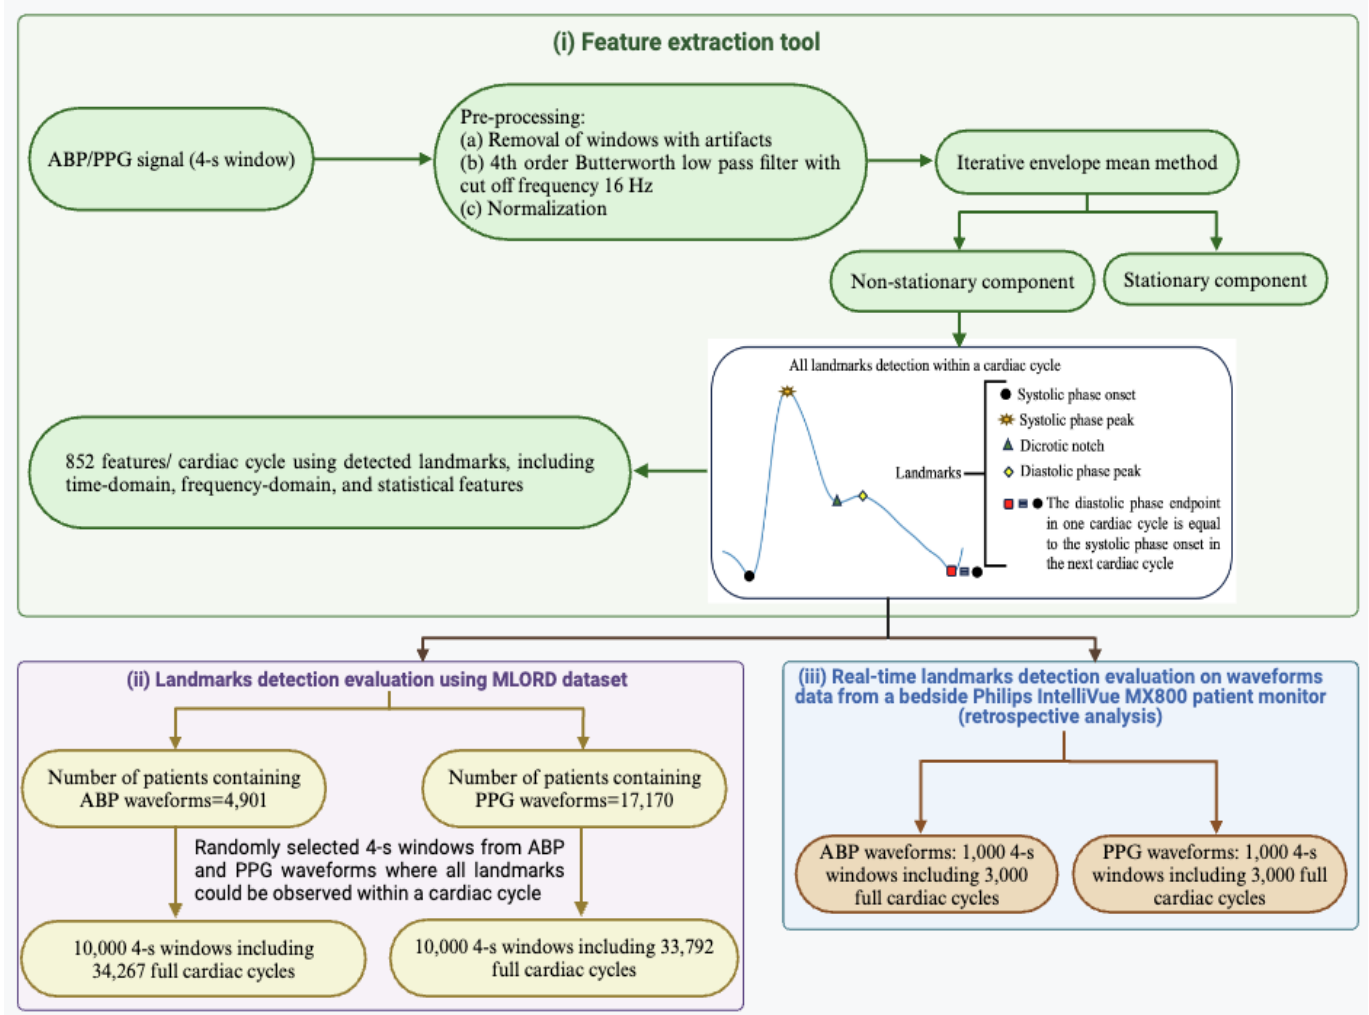 (i) Feature extraction tool
ABP/PPG signal (4-s window)
Pre-processing:
(a) Removal of windows with artifacts
(b) 4th order Butterworth low pass filter with
cut off frequency 16 Hz
(c) Normalization
Iterative envelope mean method
Non-stationary component
Stationary component
All landmarks detection within a cardiac cycle
Landmarks
Systolic phase onset
Systolic phase peak
Dicrotic notch
Diastolic phase peak
The diastolic phase endpoint
in one cardiac cycle is equal
to the systolic phase onset in
the next cardiac cycle
852 features/ cardiac cycle using detected landmarks, including
time-domain, frequency-domain, and statistical features
(ii) Landmarks detection evaluation using MLORD dataset
Number of patients containing
ABP waveforms=4,901
Number of patients containing
PPG waveforms=17,170
Randomly selected 4-s windows from ABP
and PPG waveforms where all landmarks
could be observed within a cardiac cycle
10,000 4-s windows including
34,267 full cardiac cycles
10,000 4-s windows including 33,792
full cardiac cycles
(iii) Real-time landmarks detection evaluation on waveforms
data from a bedside Philips IntelliVue MX800 patient monitor
(retrospective analysis)
ABP waveforms: 1,000 4-s
windows including 3,000
full cardiac cycles
PPG waveforms: 1,000 4-s
windows including 3,000 full
cardiac cycles